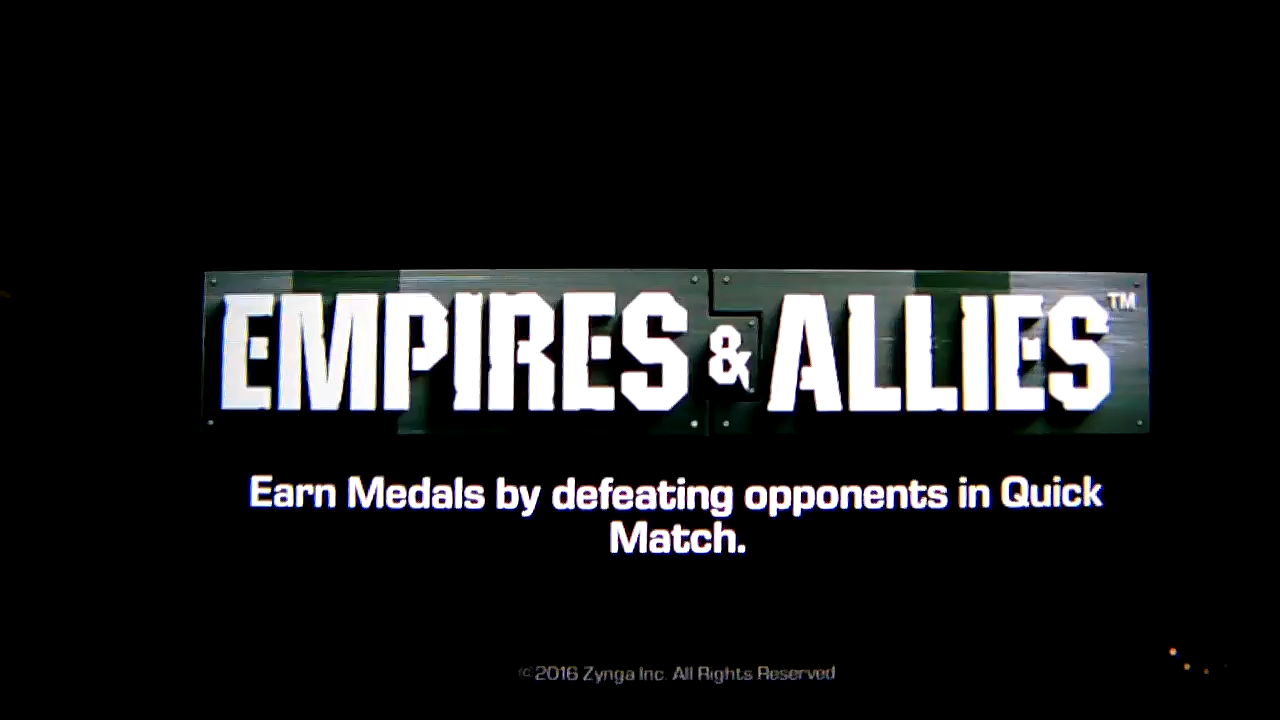 EMPIRES & ALLIES™
Earn Medals by defeating opponents in Quick
Match.
© 2016 Zynga Inc. All Rights Reserved